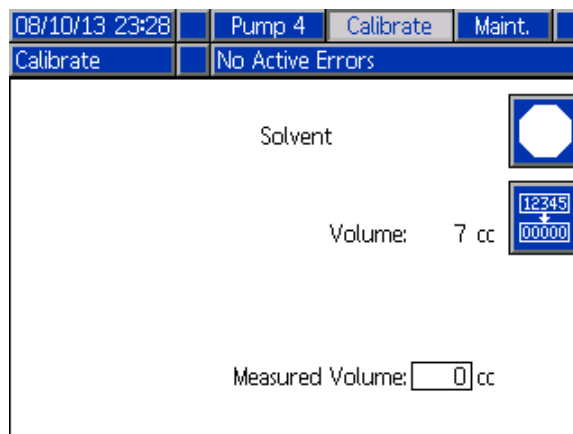 08/10/13 23:28 Pump 4 Calibrate Maint.
Calibrate No Active Errors
Solvent
12345
Volume: 7 cc 00000
Measured Volume: 0 cc